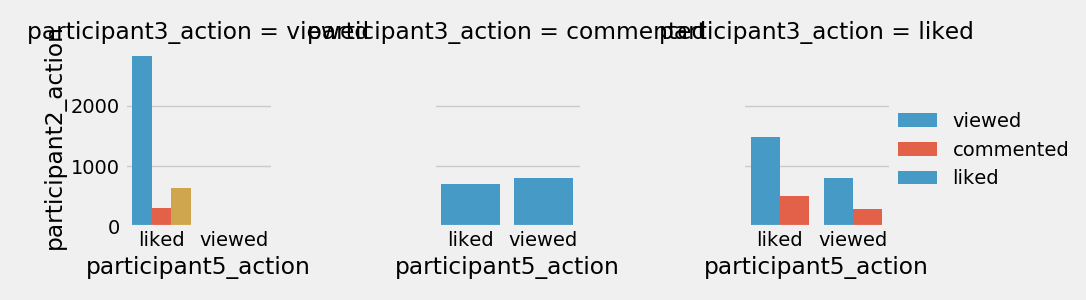 participant3_action = viewed
participant3_action = commented
participant3_action = liked
participant2_action
2000
1000
0
liked viewed
liked viewed
liked viewed
participant5_action
participant5_action
participant5_action
viewed
commented
liked